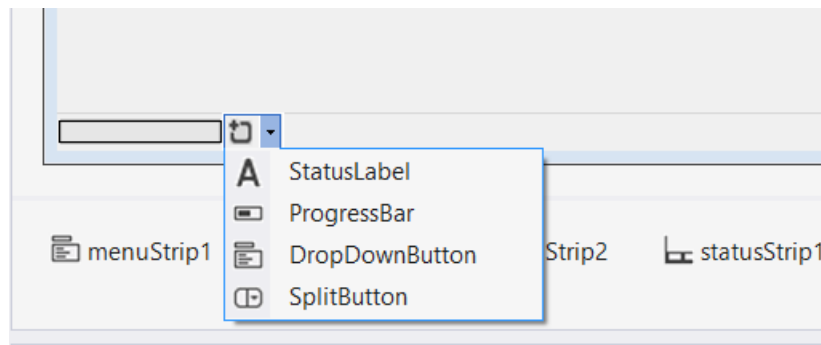 StatusLabel
ProgressBar
menuStrip1 DropDownButton Strip2 statusStrip1
SplitButton